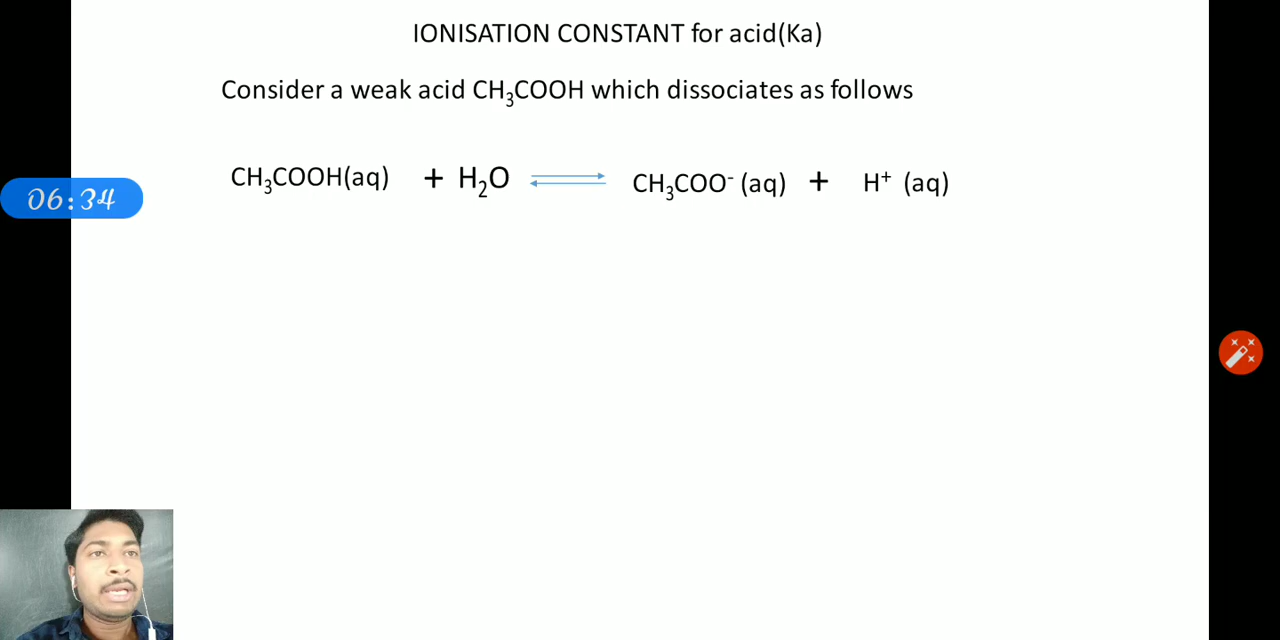 IONISATION CONSTANT for acid(Ka)
Consider a weak acid CH₃COOH which dissociates as follows
CH₃COOH(aq) + H₂O ⇌ CH₃COO⁻ (aq) + H⁺ (aq)
06:34